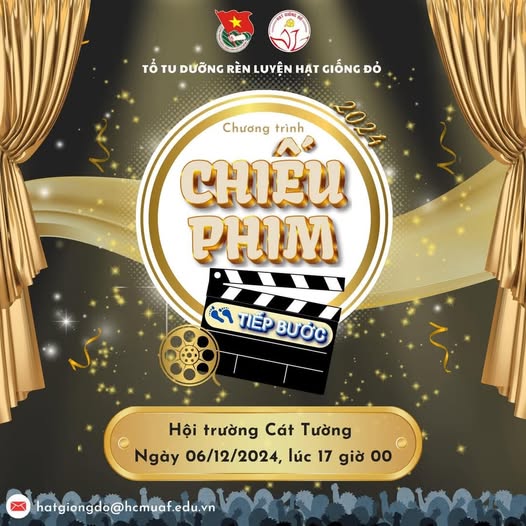 TỔ TU DƯỠNG RÈN LUYỆN HẠT GIỐNG ĐỎ
2024
Chương trình
CHIẾU
PHIM
TIẾP BƯỚC
Hội trường Cát Tường
Ngày 06/12/2024, lúc 17 giờ 00
hatgiongdo@hcmuaf.edu.vn